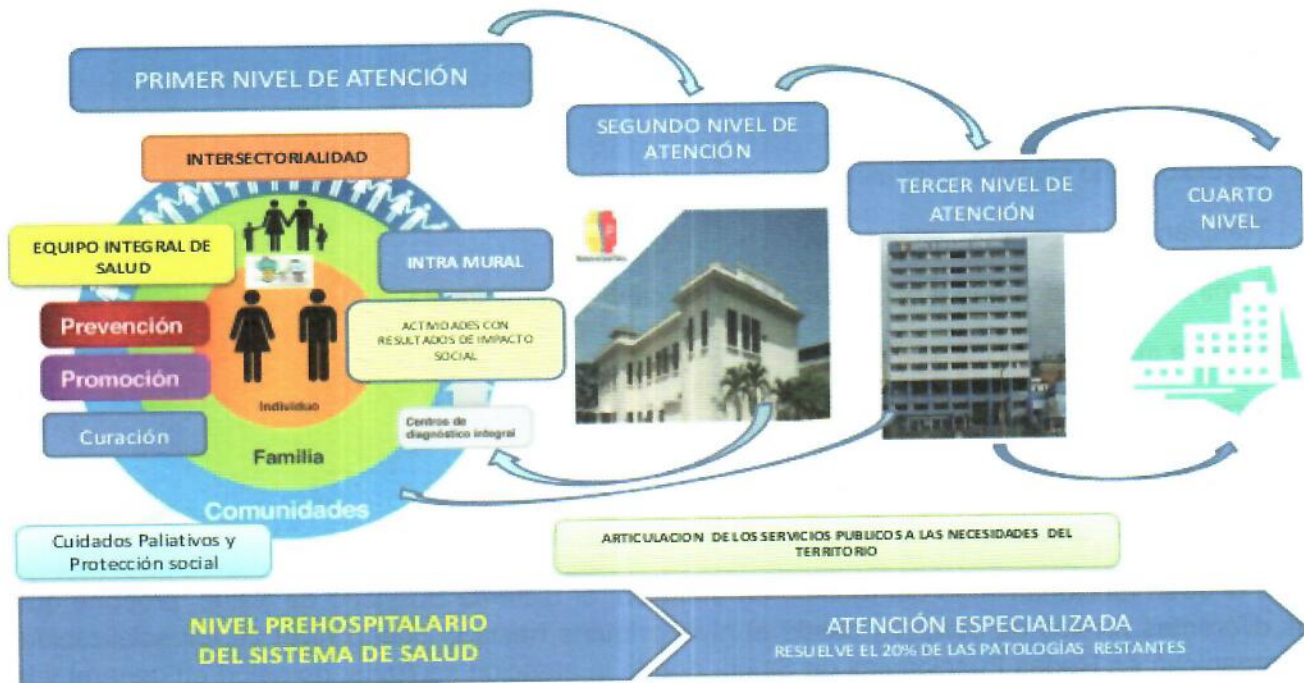 PRIMER NIVEL DE ATENCIÓN
SEGUNDO NIVEL DE
ATENCIÓN
TERCER NIVEL DE
ATENCIÓN
CUARTO
NIVEL
INTERSECTORIALIDAD
EQUIPO INTEGRAL DE
SALUD
INTRA MURAL
Prevención
ACTIVIDADES CON
RESULTADOS DE IMPACTO
SOCIAL
Promoción
Individuo
Curación
Centros de
diagnóstico integral
Familia
Comunidades
Cuidados Paliativos y
Protección social
ARTICULACION DE LOS SERVICIOS PUBLICOS A LAS NECESIDADES DEL
TERRITORIO
NIVEL PREHOSPITALARIO
DEL SISTEMA DE SALUD
ATENCIÓN ESPECIALIZADA
RESUELVE EL 20% DE LAS PATOLOGÍAS RESTANTES